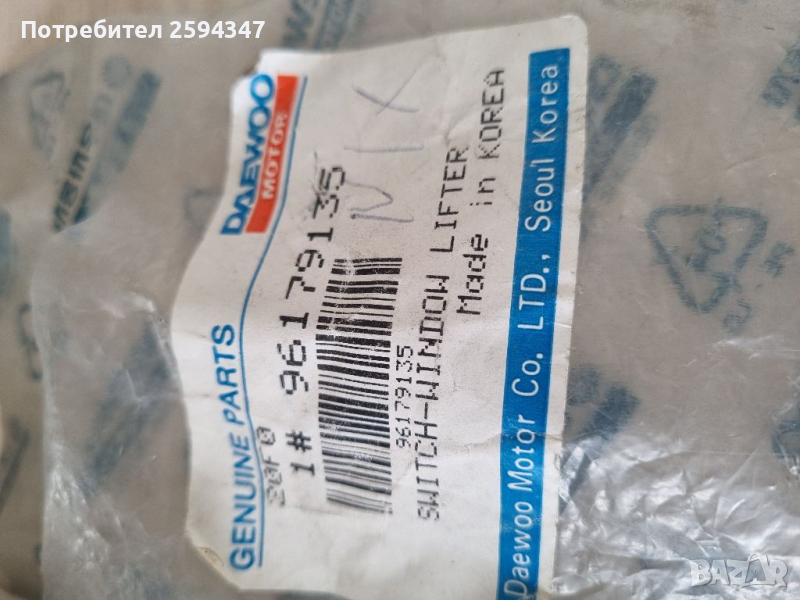 Потребител 2594347
GENUINE PARTS
DAEWOO
MOTOR
1# 96179135
96179135
SWITCH-WINDOW LIFTER
Made in KOREA
Daewoo Motor Co. LTD., Seoul Korea
BAZAR